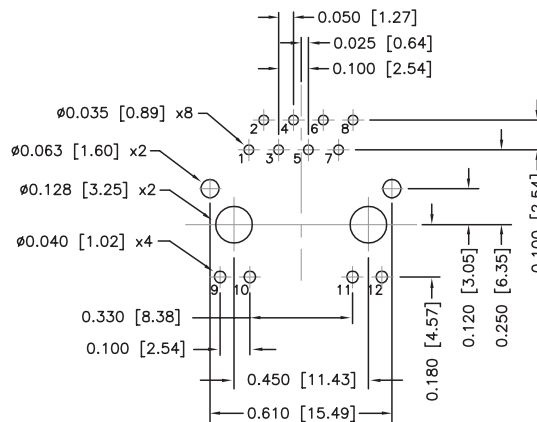 0.050 [1.27]
0.025 [0.64]
0.100 [2.54]
ø0.035 [0.89] x8
2 4 6 8
1 3 5 7
ø0.063 [1.60] x2
ø0.128 [3.25] x2
ø0.040 [1.02] x4
9 10 11 12
0.330 [8.38]
0.100 [2.54]
0.450 [11.43]
0.610 [15.49]
0.180 [4.57]
0.120 [3.05]
0.250 [6.35]
0.100 [2.54]